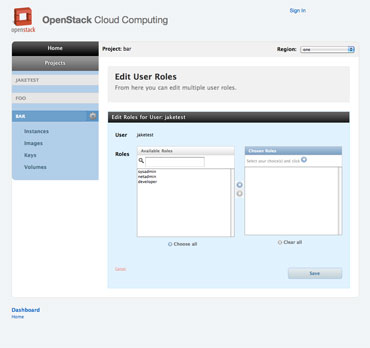 Sign In
openstack
OpenStack Cloud Computing
Home
Project: bar
Region:
Projects
JAKETEST
FOO
BAR
Instances
Images
Keys
Volumes
Edit User Roles
From here you can edit multiple user roles.
Edit Roles for User: jaketest
User jaketest
Roles
Available Roles
sysadmin
netadmin
developer
Choose all
Chosen Roles
Select your choice(s) and click
Clear all
Save
Dashboard
Home